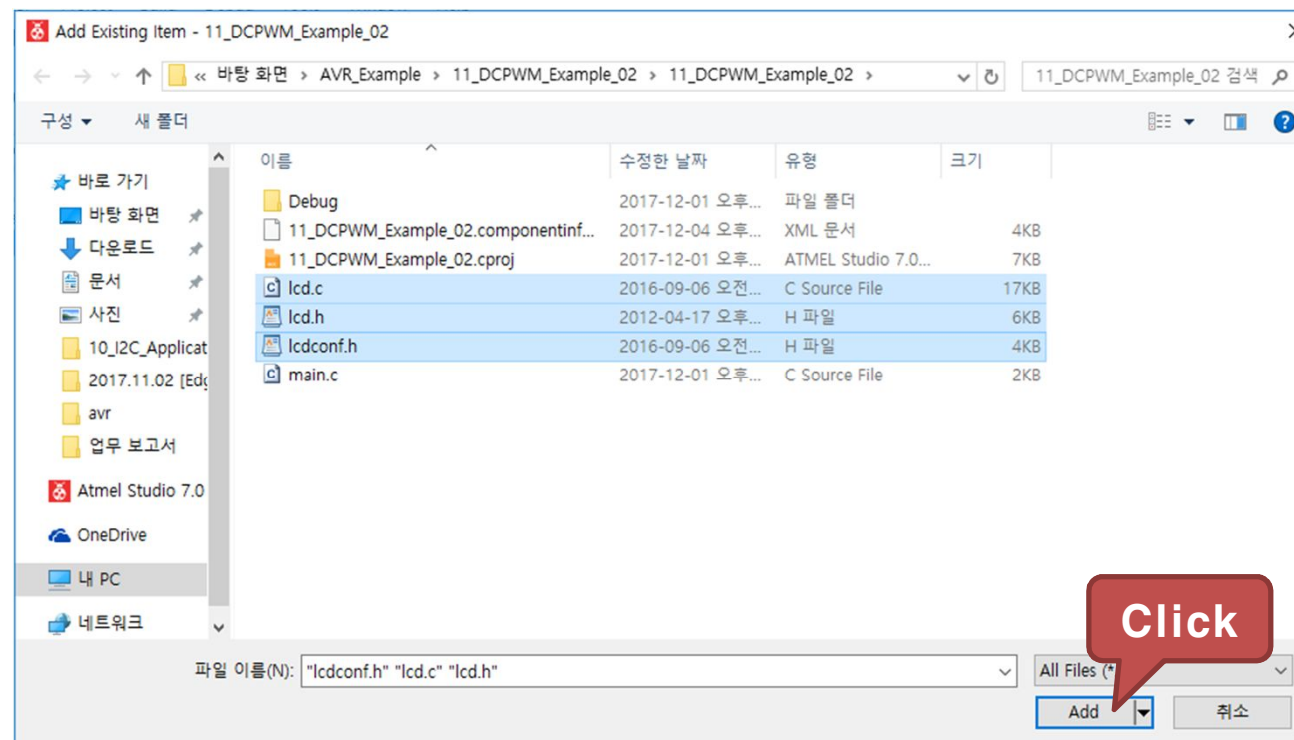 Add Existing Item - 11_DCPWM_Example_02
« 바탕 화면 › AVR_Example › 11_DCPWM_Example_02 › 11_DCPWM_Example_02 ›
11_DCPWM_Example_02 검색
구성 새 폴더
이름 수정한 날짜 유형 크기
바로 가기
바탕 화면
다운로드
문서
사진
10_I2C_Applicat
2017.11.02 [Edg
avr
업무 보고서
Atmel Studio 7.0
OneDrive
내 PC
네트워크
Debug 2017-12-01 오후... 파일 폴더
11_DCPWM_Example_02.componentinf... 2017-12-04 오후... XML 문서 4KB
11_DCPWM_Example_02.cproj 2017-12-01 오후... ATMEL Studio 7.0... 7KB
lcd.c 2016-09-06 오전... C Source File 17KB
lcd.h 2012-04-17 오후... H 파일 6KB
lcdconf.h 2016-09-06 오전... H 파일 4KB
main.c 2017-12-01 오후... C Source File 2KB
Click
파일 이름(N): "lcdconf.h" "lcd.c" "lcd.h"
All Files (*
Add 취소